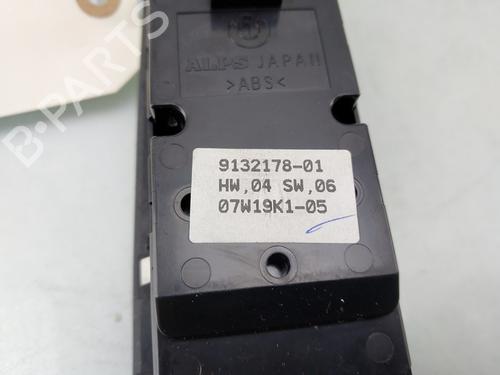 ALPS JAPAN
>ABS<
9132178-01
HW,04 SW,06
07W19K1-05
B-PARTS